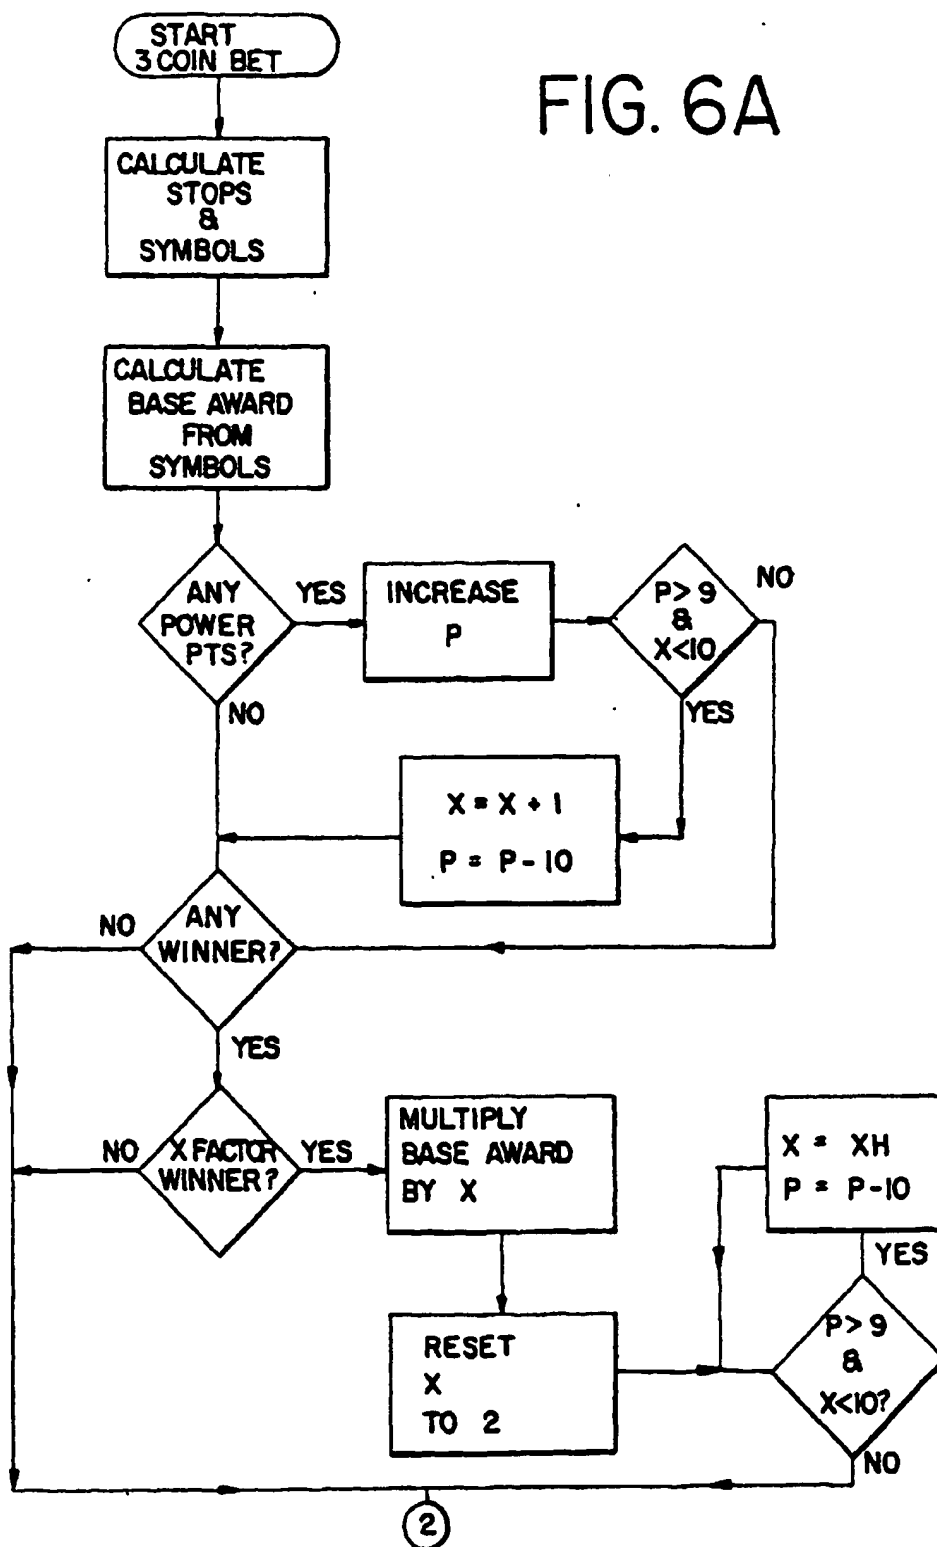 START
3 COIN BET
FIG. 6A
CALCULATE
STOPS
&
SYMBOLS
CALCULATE
BASE AWARD
FROM
SYMBOLS
ANY
POWER
PTS?
YES
NO
INCREASE
P
P > 9
&
X<10
NO
YES
X = X + 1
P = P - 10
ANY
WINNER?
NO
YES
X FACTOR
WINNER?
NO
YES
MULTIPLY
BASE AWARD
BY X
RESET
X
TO 2
X = XH
P = P-10
YES
P > 9
&
X<10?
NO
2